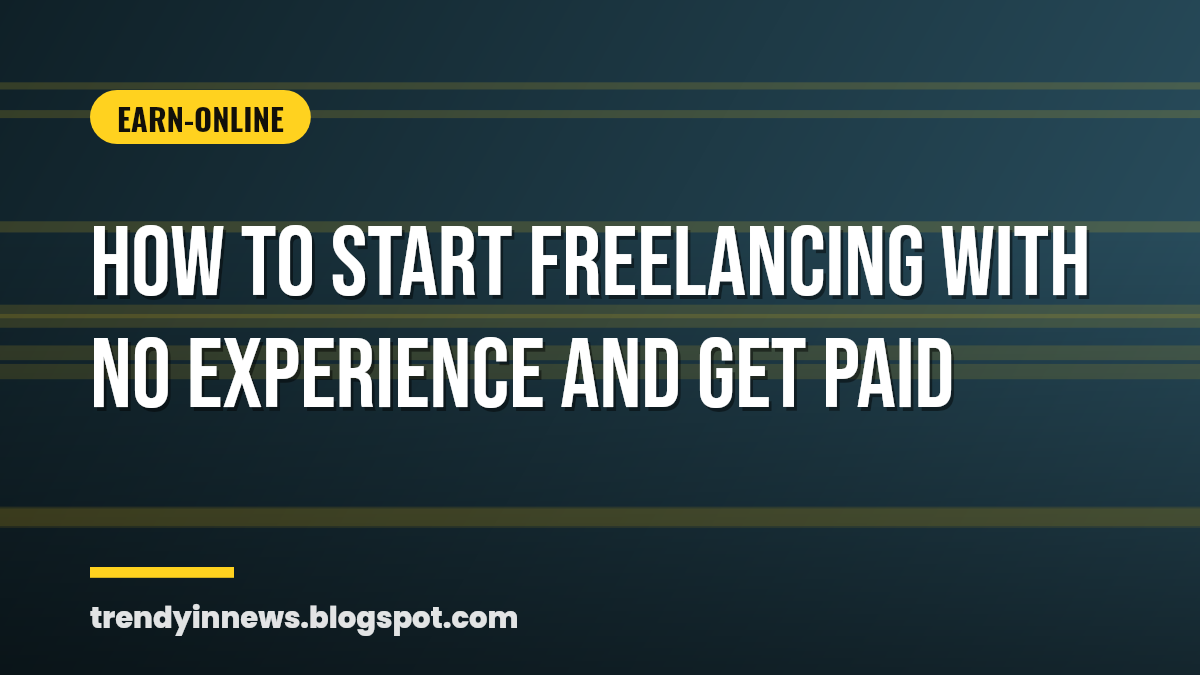 EARN-ONLINE
HOW TO START FREELANCING WITH
NO EXPERIENCE AND GET PAID
trendyinnews.blogspot.com